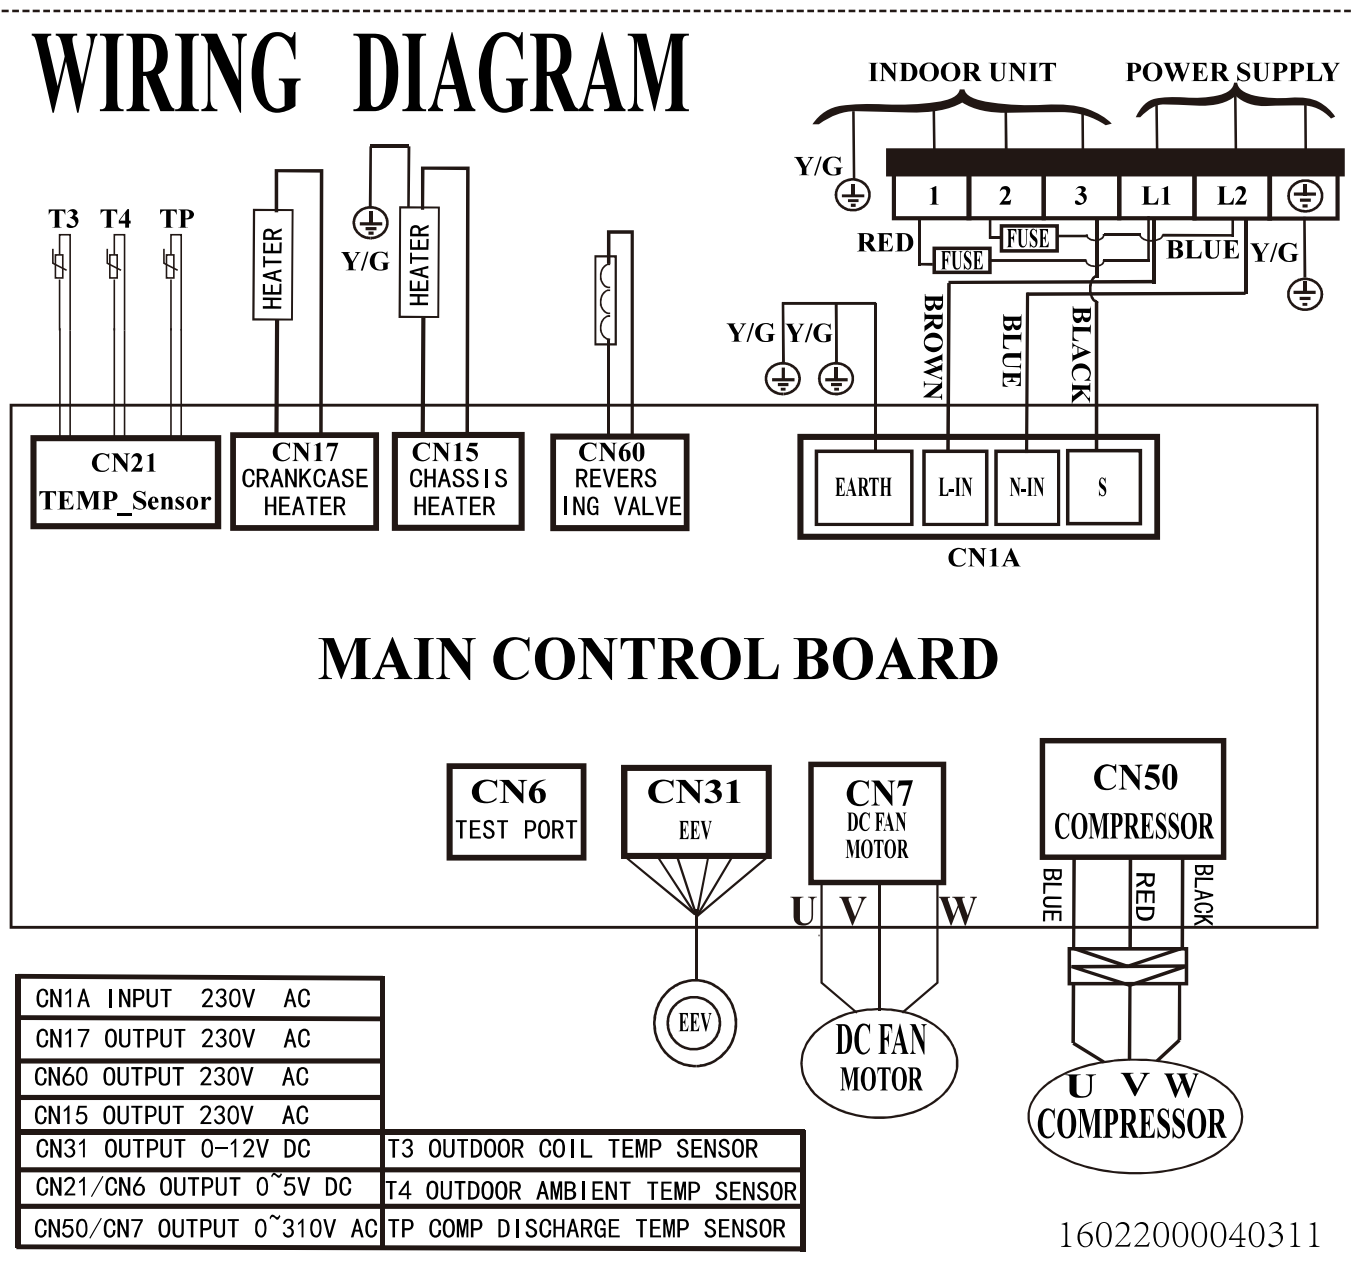 WIRING DIAGRAM
INDOOR UNIT
POWER SUPPLY
Y/G
1
2
3
L1
L2
RED
FUSE
FUSE
BLUE
Y/G
T3
T4
TP
HEATER
Y/G
HEATER
Y/G
Y/G
BROWN
BLUE
BLACK
CN21
TEMP_Sensor
CN17
CRANKCASE
HEATER
CN15
CHASSIS
HEATER
CN60
REVERS
ING VALVE
EARTH
L-IN
N-IN
S
CN1A
MAIN CONTROL BOARD
CN6
TEST PORT
CN31
EEV
CN7
DC FAN
MOTOR
CN50
COMPRESSOR
U
V
W
BLUE
RED
BLACK
EEV
DC FAN
MOTOR
U V W
COMPRESSOR
CN1A INPUT 230V AC
CN17 OUTPUT 230V AC
CN60 OUTPUT 230V AC
CN15 OUTPUT 230V AC
CN31 OUTPUT 0-12V DC
T3 OUTDOOR COIL TEMP SENSOR
CN21/CN6 OUTPUT 0~5V DC
T4 OUTDOOR AMBIENT TEMP SENSOR
CN50/CN7 OUTPUT 0~310V AC
TP COMP DISCHARGE TEMP SENSOR
16022000040311